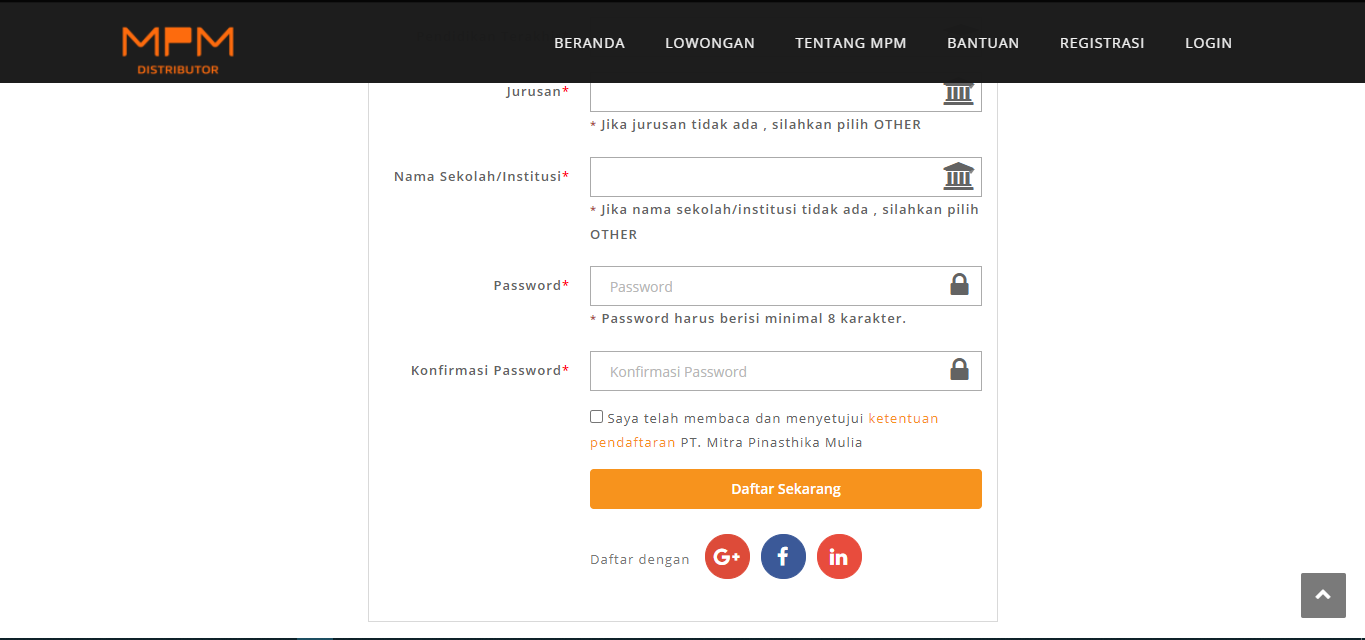 MPM
DISTRIBUTOR
BERANDA LOWONGAN TENTANG MPM BANTUAN REGISTRASI LOGIN
Jurusan*
* Jika jurusan tidak ada , silahkan pilih OTHER
Nama Sekolah/Institusi*
* Jika nama sekolah/institusi tidak ada , silahkan pilih
OTHER
Password*
Password
* Password harus berisi minimal 8 karakter.
Konfirmasi Password*
Konfirmasi Password
Saya telah membaca dan menyetujui ketentuan
pendaftaran PT. Mitra Pinasthika Mulia
Daftar Sekarang
Daftar dengan G+ f in